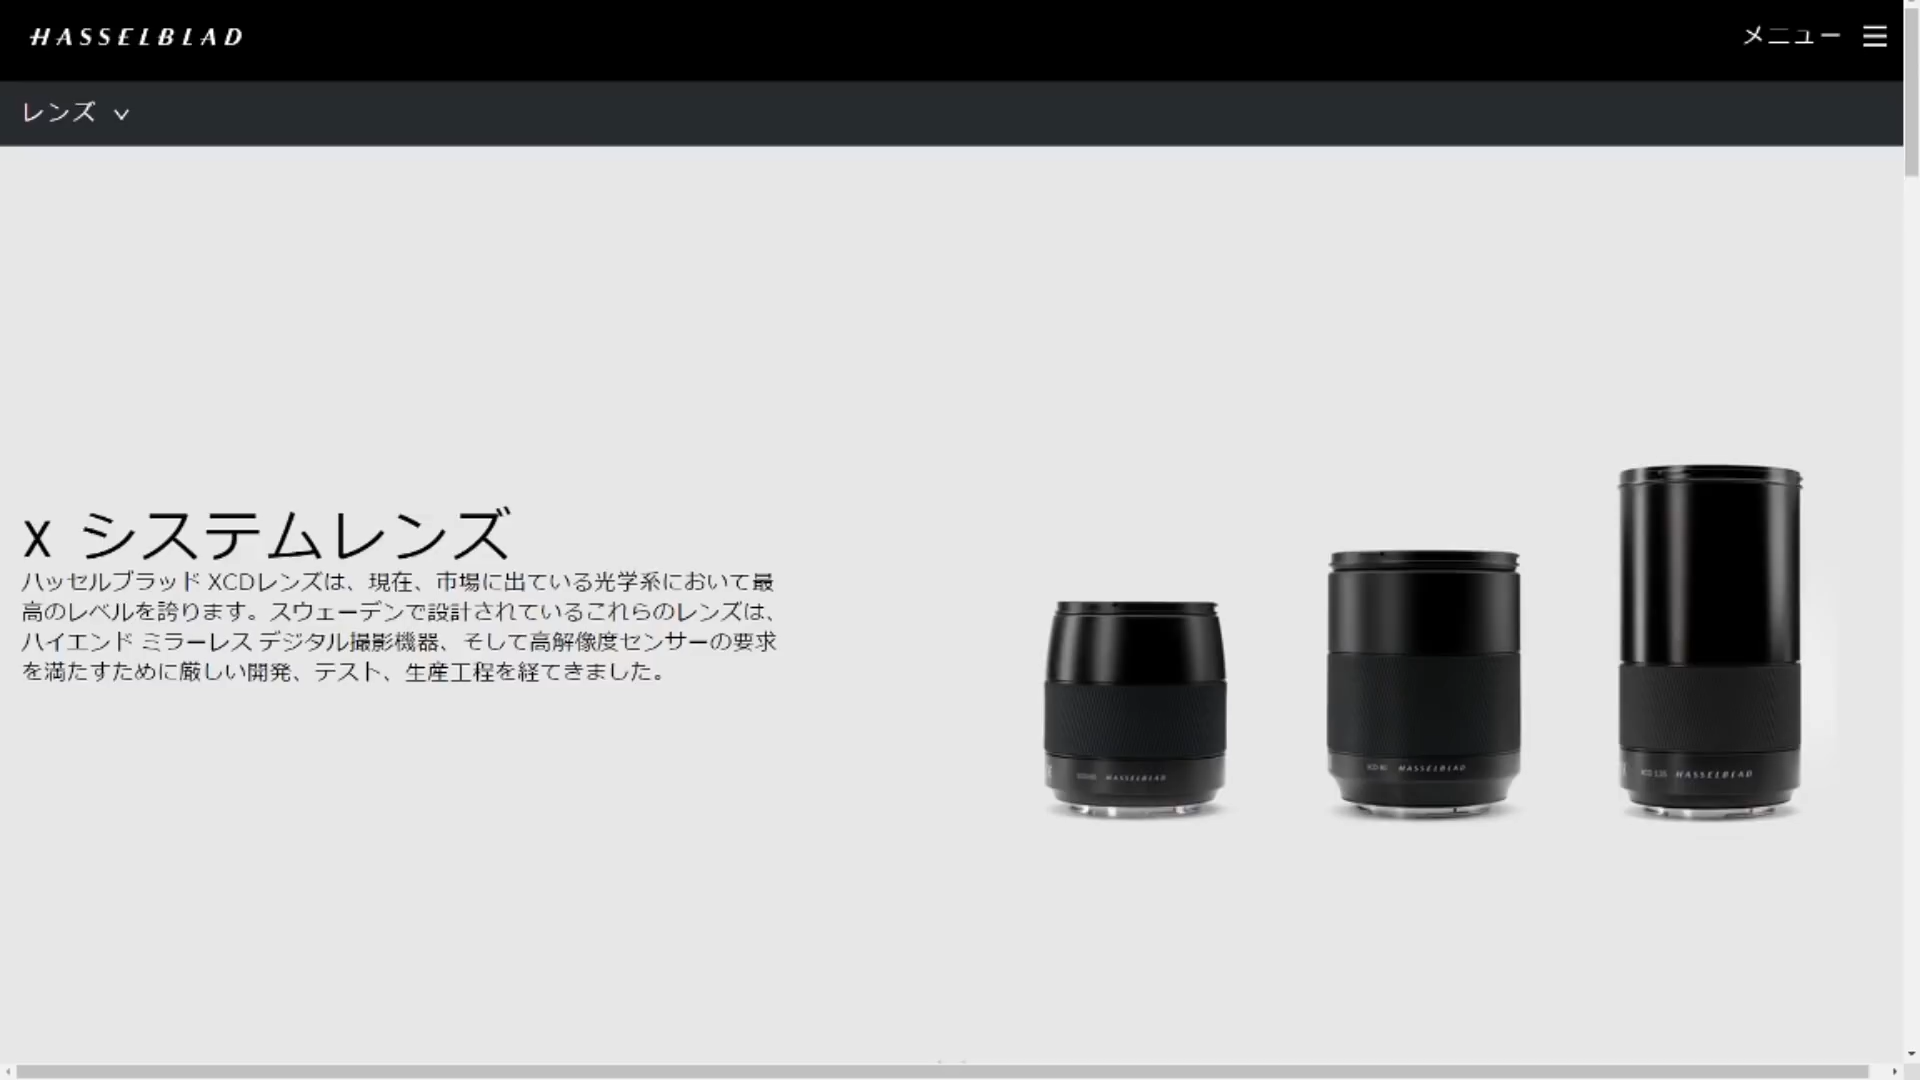 HASSELBLAD
メニュー
レンズ
X システムレンズ
ハッセルブラッド XCDレンズは、現在、市場に出ている光学系において最
高のレベルを誇ります。スウェーデンで設計されているこれらのレンズは、
ハイエンド ミラーレス デジタル撮影機器、そして高解像度センサーの要求
を満たすために厳しい開発、テスト、生産工程を経てきました。
HASSELBLAD
HASSELBLAD
HASSELBLAD